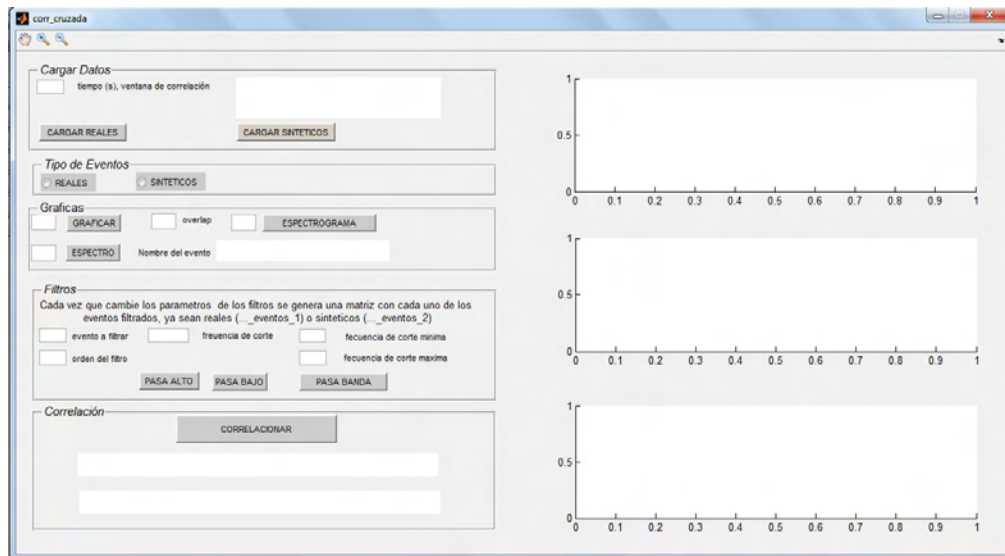 corr_cruzada
Cargar Datos
tiempo (s), ventana de correlación
CARGAR REALES
CARGAR SINTETICOS
Tipo de Eventos
REALES
SINTETICOS
Graficas
GRAFICAR
overlap
ESPECTROGRAMA
ESPECTRO
Nombre del evento
Filtros
Cada vez que cambie los parametros de los filtros se genera una matriz con cada uno de los
eventos filtrados, ya sean reales (..._eventos_1) o sinteticos (..._eventos_2)
evento a filtrar
freuencia de corte
fecuencia de corte minima
orden del filtro
fecuencia de corte maxima
PASA ALTO
PASA BAJO
PASA BANDA
Correlación
CORRELACIONAR
1
0.5
0
0 0.1 0.2 0.3 0.4 0.5 0.6 0.7 0.8 0.9 1
1
0.5
0
0 0.1 0.2 0.3 0.4 0.5 0.6 0.7 0.8 0.9 1
1
0.5
0
0 0.1 0.2 0.3 0.4 0.5 0.6 0.7 0.8 0.9 1